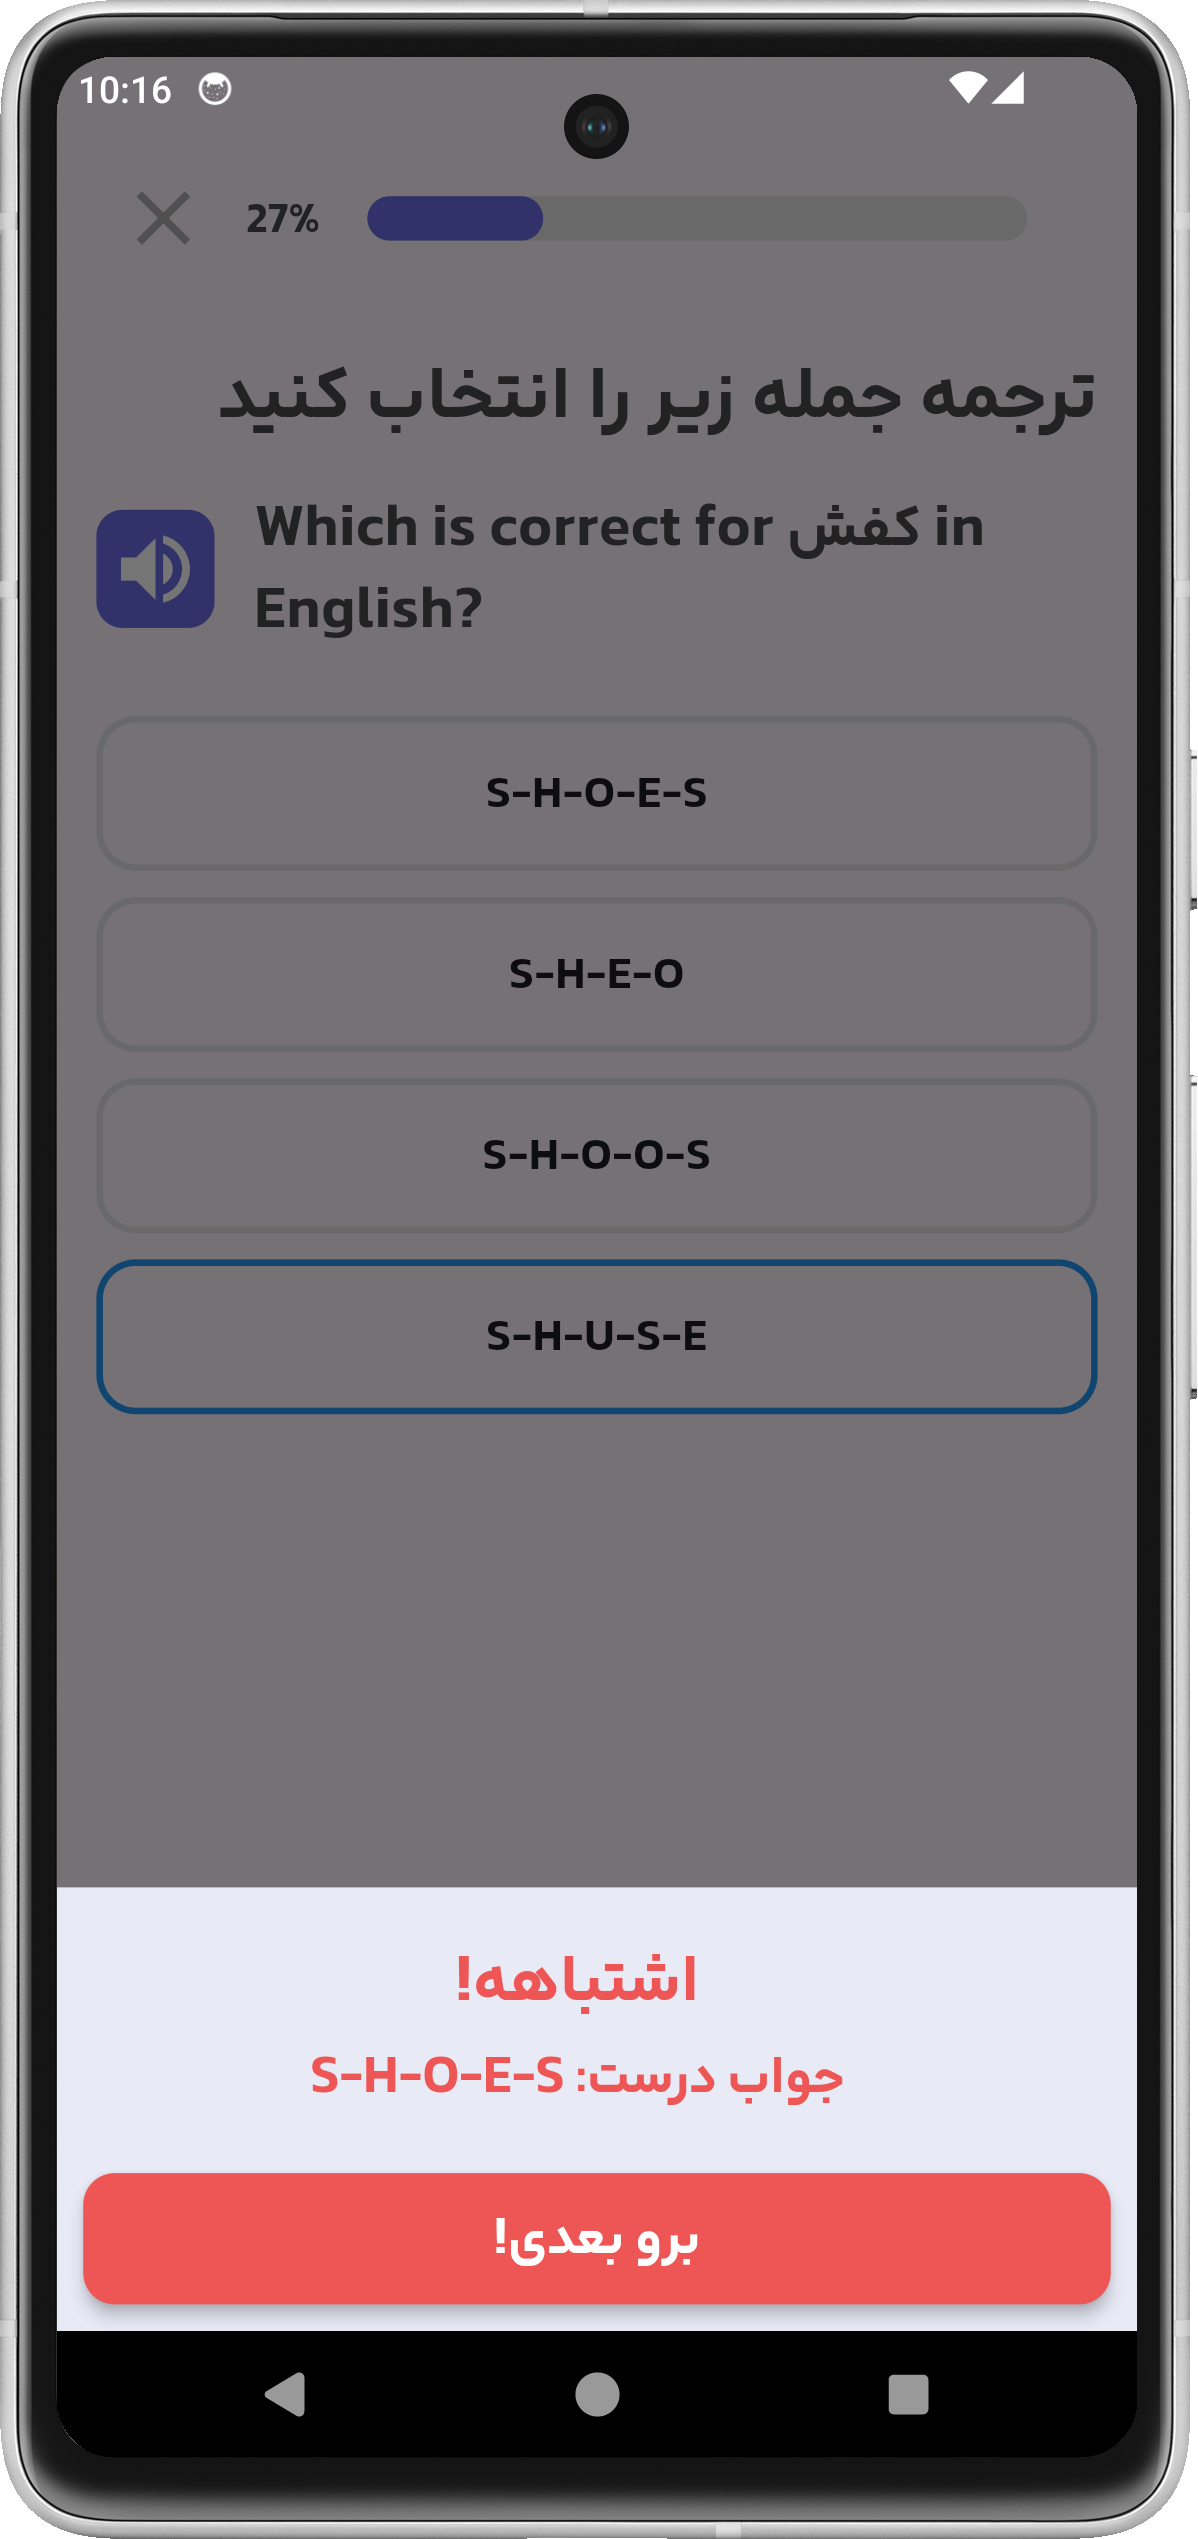 10:16
27%
ترجمه جمله زیر را انتخاب کنید
Which is correct for کفش in
English?
S-H-O-E-S
S-H-E-O
S-H-O-O-S
S-H-U-S-E
اشتباهه!
جواب درست: S-H-O-E-S
برو بعدی!